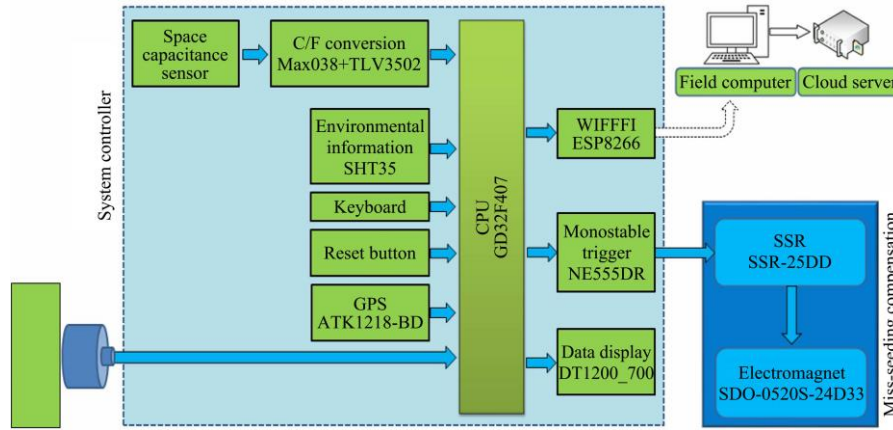 System controller
Space
capacitance
sensor
C/F conversion
Max038+TLV3502
Environmental
information
SHT35
Keyboard
Reset button
GPS
ATK1218-BD
CPU
GD32F407
WIFFFI
ESP8266
Monostable
trigger
NE555DR
Data display
DT1200_700
Field computer
Cloud server
SSR
SSR-25DD
Electromagnet
SDO-0520S-24D33
Miss-seeding compensation